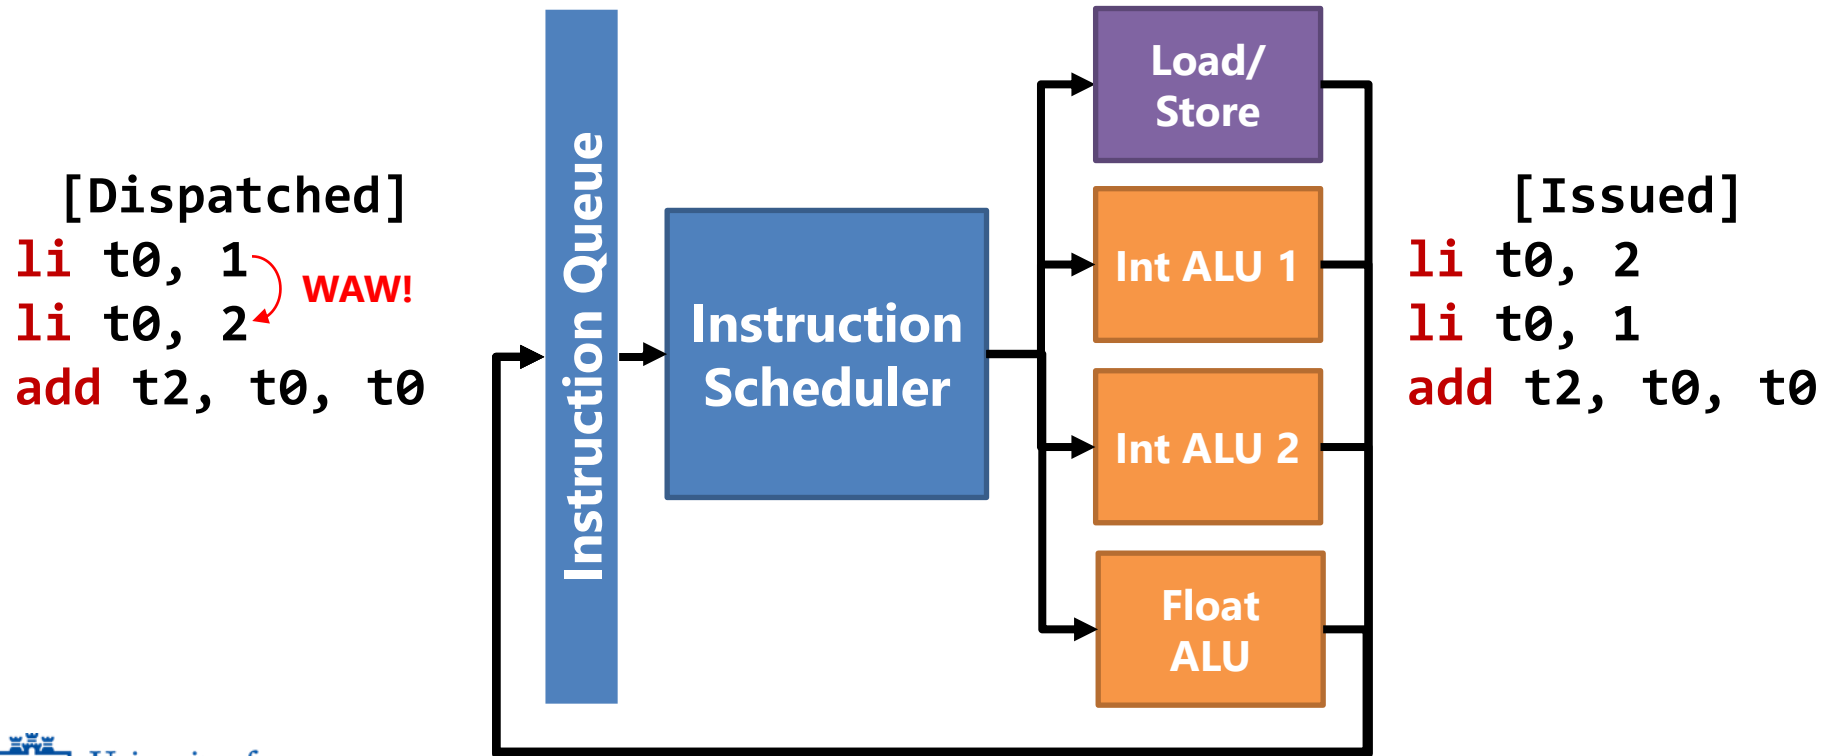 [Dispatched]
li t0, 1
li t0, 2
add t2, t0, t0
WAW!
Instruction Queue
Instruction
Scheduler
Load/
Store
Int ALU 1
Int ALU 2
Float
ALU
[Issued]
li t0, 2
li t0, 1
add t2, t0, t0